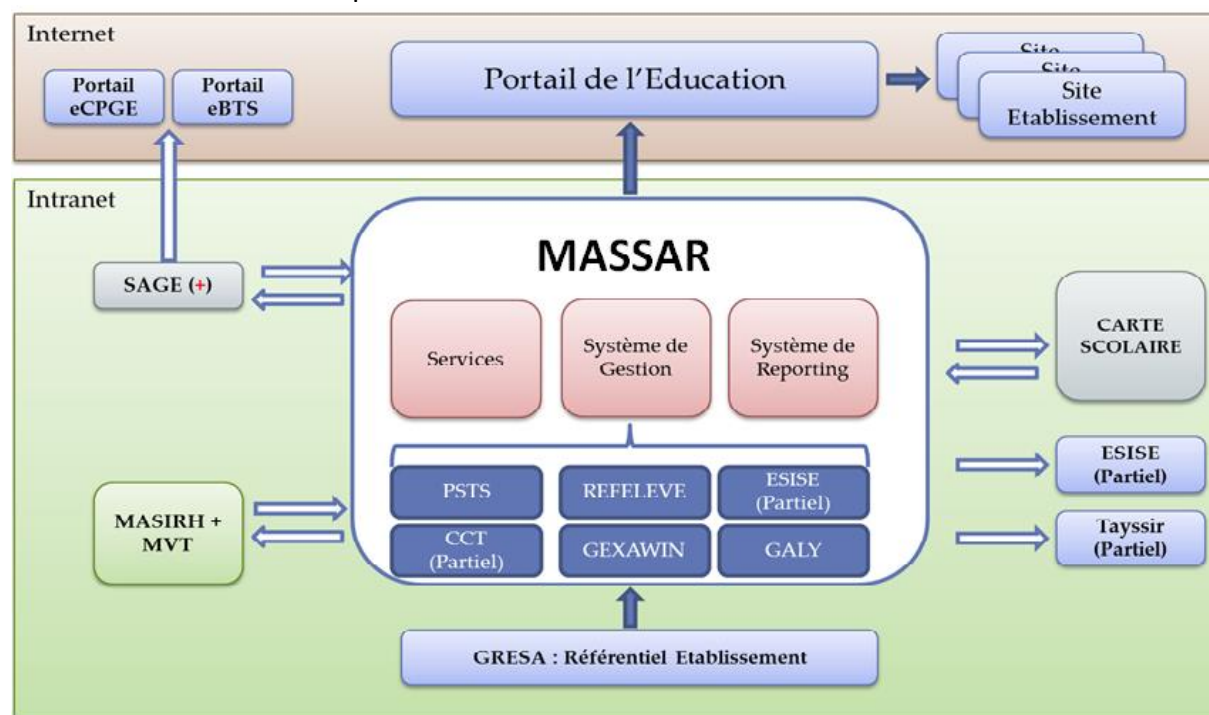 Internet
Portail
eCPGE
Portail
eBTS
Portail de l'Education
Site
Site
Site
Etablissement
Intranet
SAGE (+)
MASSAR
Services
Système de
Gestion
Système de
Reporting
CARTE
SCOLAIRE
PSTS
REFELEVE
ESISE
(Partiel)
CCT
(Partiel)
GEXAWIN
GALY
MASIRH +
MVT
ESISE
(Partiel)
Tayssir
(Partiel)
GRESA : Référentiel Etablissement